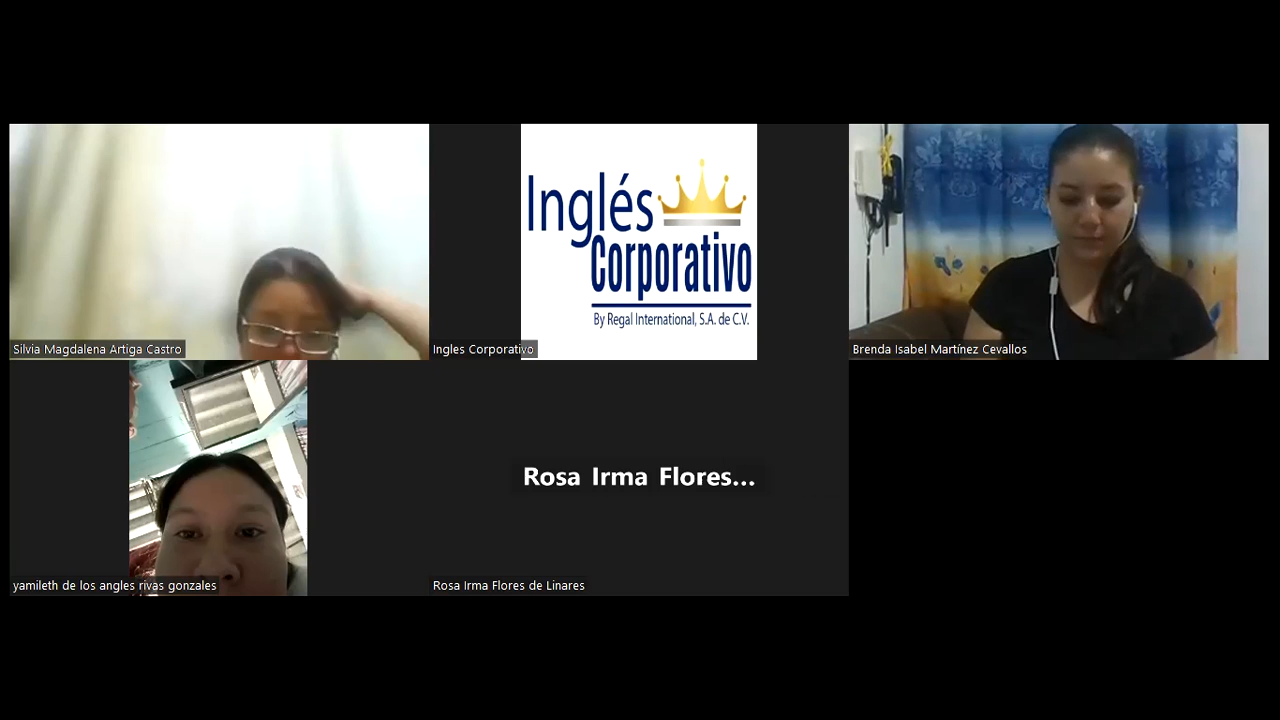 Inglés
Corporativo
By Regal International, S.A. de C.V.
Silvia Magdalena Artiga Castro
Ingles Corporativo
Brenda Isabel Martínez Cevallos
Rosa Irma Flores...
yamileth de los angles rivas gonzales
Rosa Irma Flores de Linares